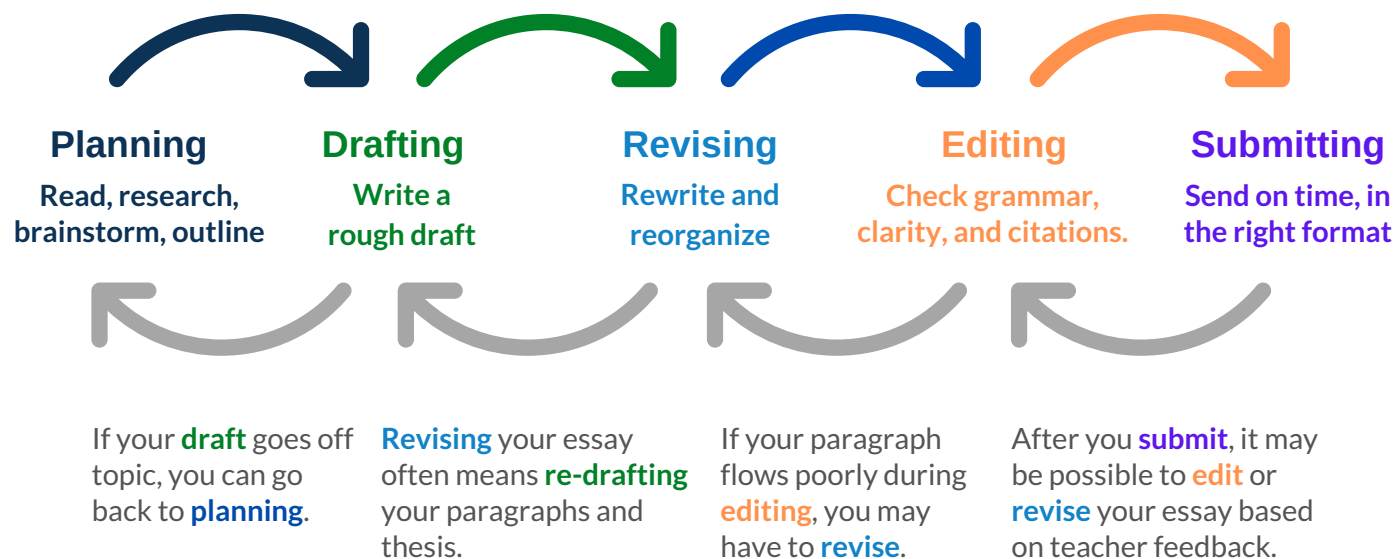 Planning
Read, research,
brainstorm, outline
Drafting
Write a
rough draft
Revising
Rewrite and
reorganize
Editing
Check grammar,
clarity, and citations.
Submitting
Send on time, in
the right format
If your draft goes off
topic, you can go
back to planning.
Revising your essay
often means re-drafting
your paragraphs and
thesis.
If your paragraph
flows poorly during
editing, you may
have to revise.
After you submit, it may
be possible to edit or
revise your essay based
on teacher feedback.